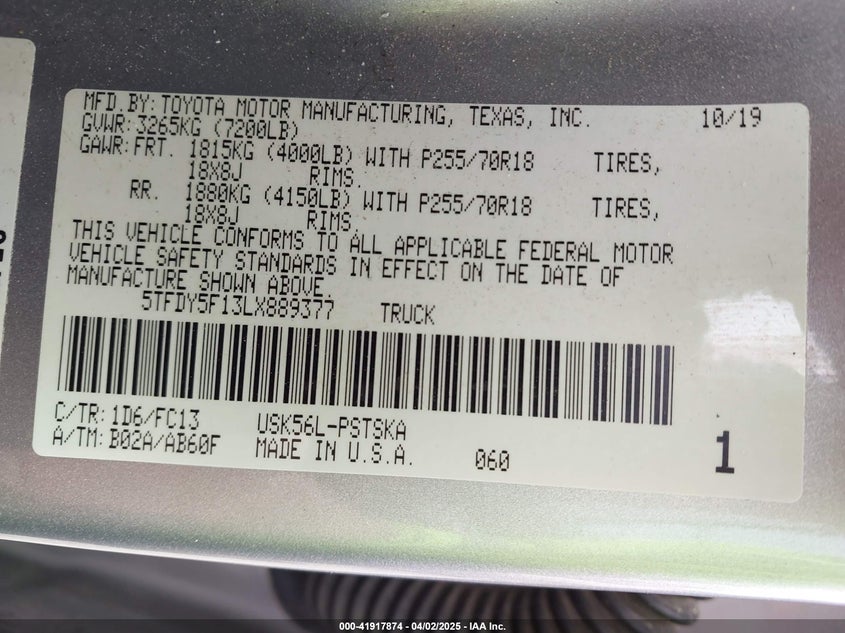 MFD.BY:TOYOTA MOTOR MANUFACTURING, TEXAS, INC. 10/19
GVWR:3265KG (7200LB)
GAWR:FRT. 1815KG (4000LB) WITH P255/70R18 TIRES,
18X8J RIMS.
RR. 1880KG (4150LB) WITH P255/70R18 TIRES,
18X8J RIMS,
THIS VEHICLE CONFORMS TO ALL APPLICABLE FEDERAL MOTOR
VEHICLE SAFETY STANDARDS IN EFFECT ON THE DATE OF
MANUFACTURE SHOWN ABOVE
5TFDY5F13LX889377 TRUCK
C/TR:1D6/FC13 USK56L-PSTSKA
A/TM:B02A/AB60F MADE IN U.S.A. 060 1
000-41917874 | 04/02/2025 - IAA Inc.